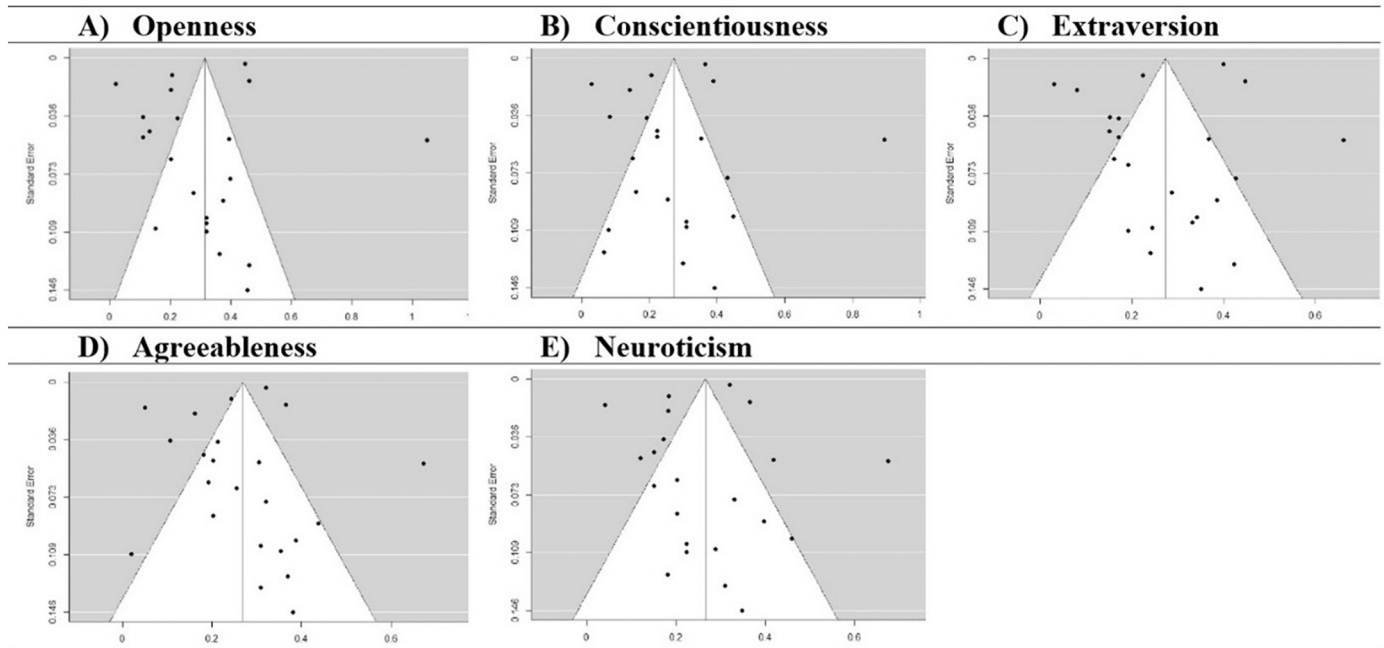 A) Openness
B) Conscientiousness
C) Extraversion
Standard Error
0
0.036
0.073
0.109
0.146
0 0.2 0.4 0.6 0.8 1
Standard Error
0
0.036
0.073
0.109
0.146
0 0.2 0.4 0.6 0.8 1
Standard Error
0
0.036
0.073
0.109
0.146
0 0.2 0.4 0.6
D) Agreeableness
E) Neuroticism
Standard Error
0
0.036
0.073
0.109
0.146
0 0.2 0.4 0.6
Standard Error
0
0.036
0.073
0.109
0.146
0 0.2 0.4 0.6